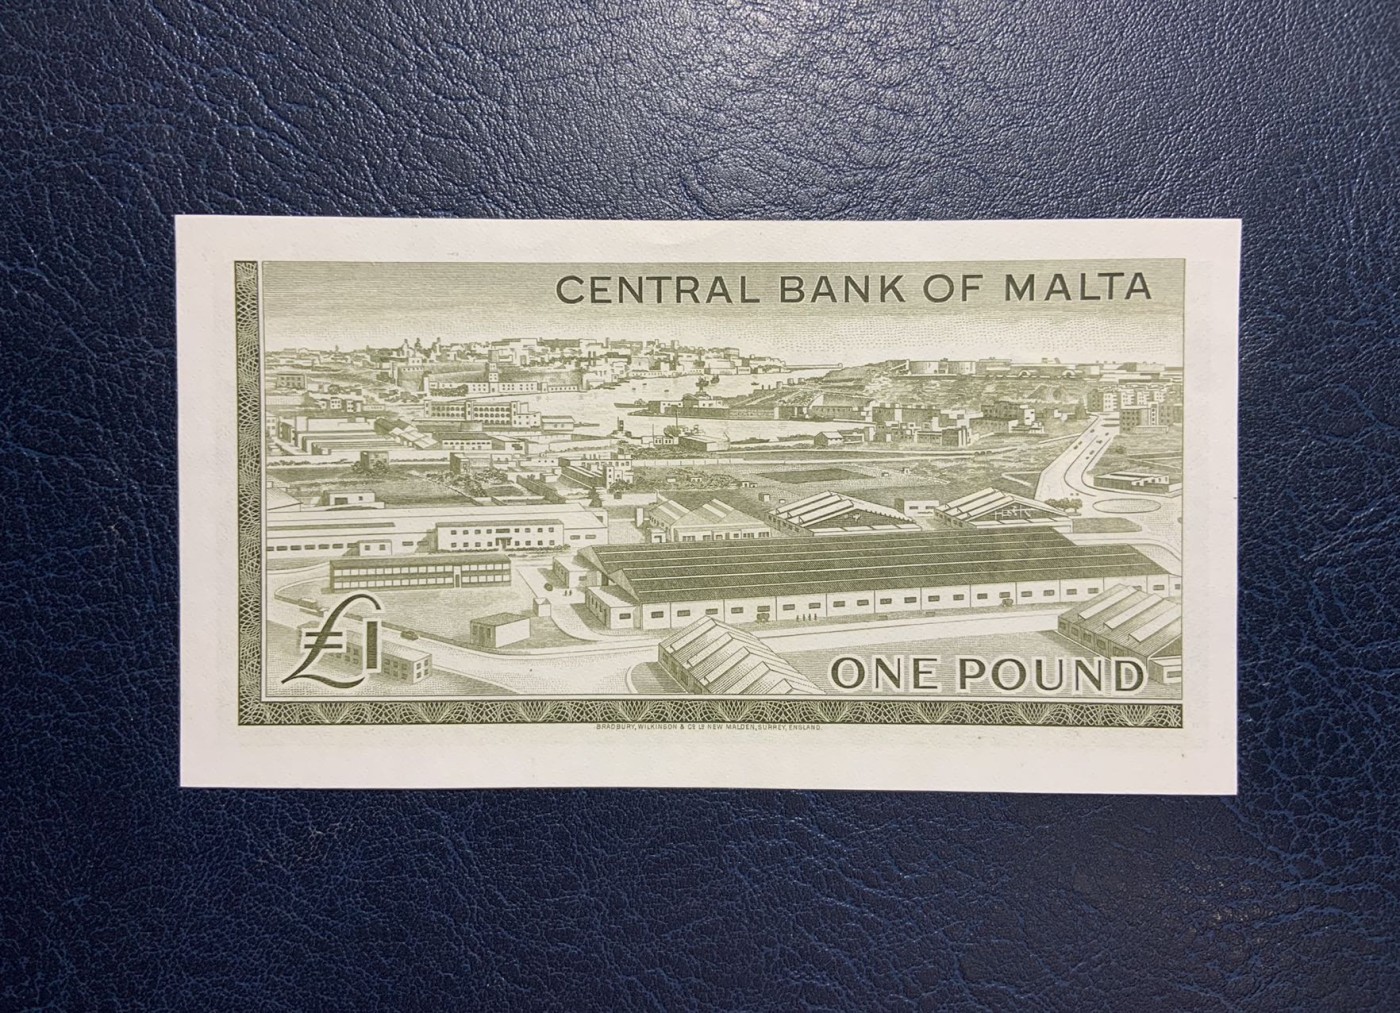 CENTRAL BANK OF MALTA
£1
ONE POUND
BRADBURY, WILKINSON & Cº Lᵈ NEW MALDEN, SURREY, ENGLAND.